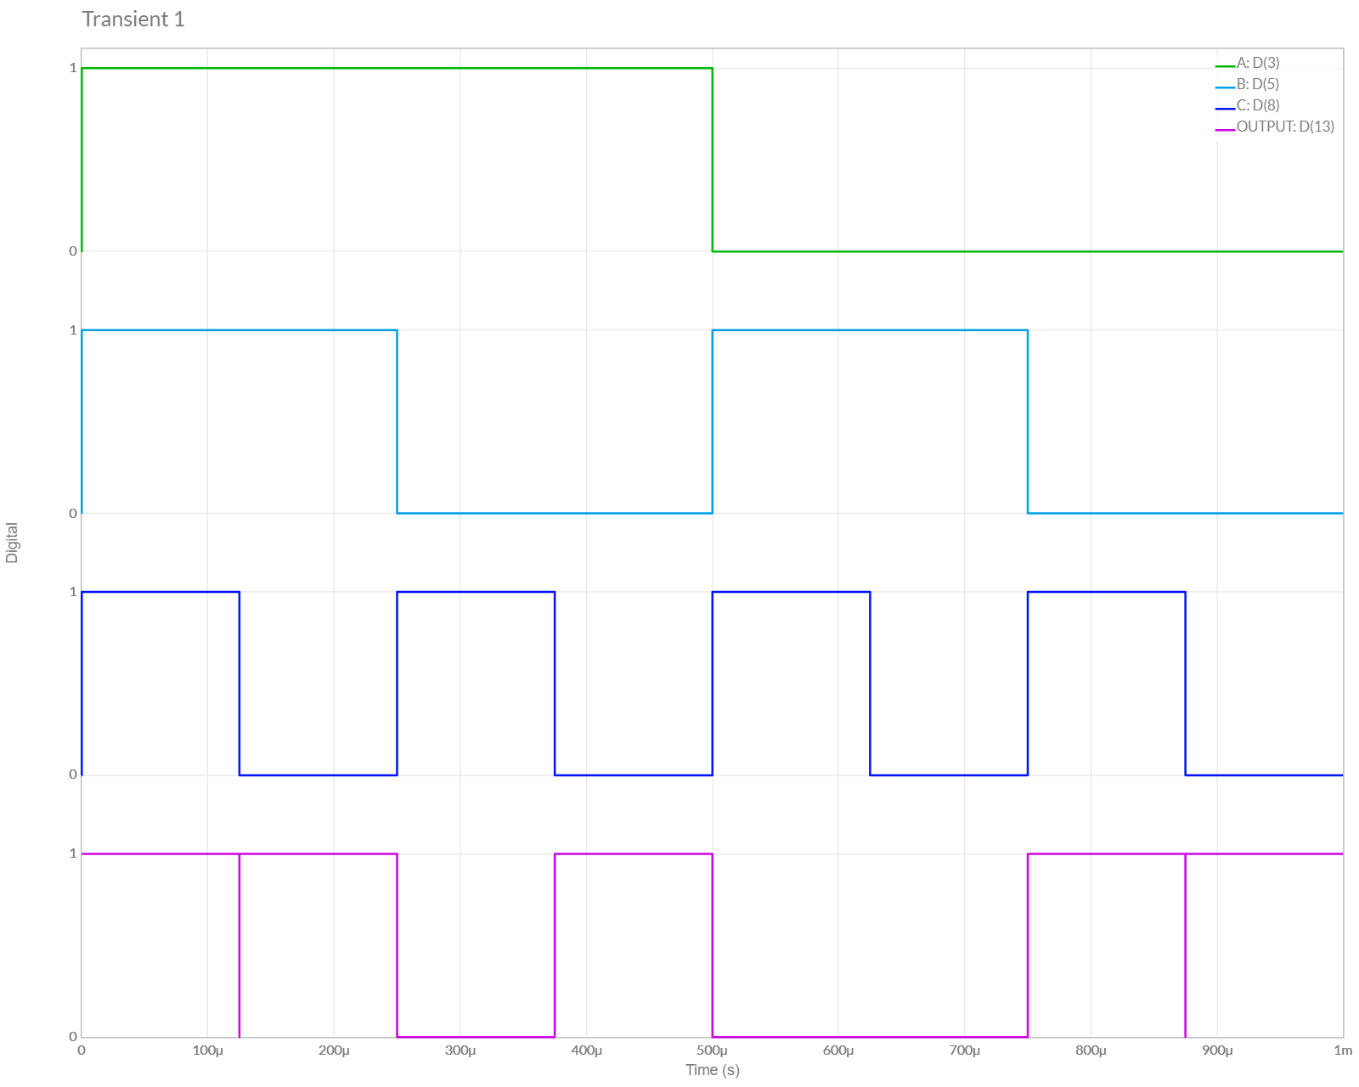 Transient 1
A: D(3)
B: D(5)
C: D(8)
OUTPUT: D(13)
1
0
1
0
1
0
1
0
Digital
0 100µ 200µ 300µ 400µ 500µ 600µ 700µ 800µ 900µ 1m
Time (s)